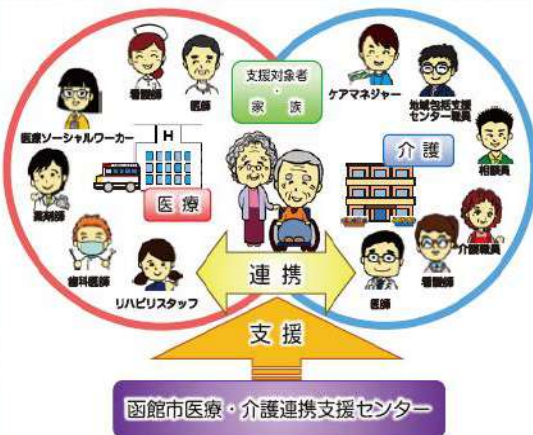 支援対象者
・
家 族
看護師
医師
医療ソーシャルワーカー
H
医 療
薬剤師
歯科医師
リハビリスタッフ
ケアマネジャー
地域包括支援
センター職員
介 護
相談員
介護職員
看護師
医師
連 携
支 援
函館市医療・介護連携支援センター